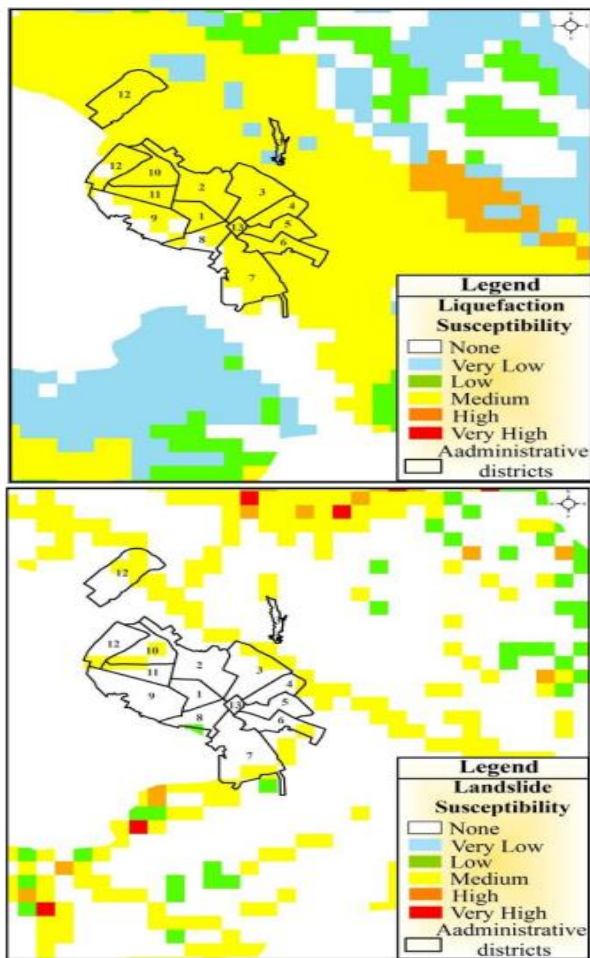 12
12
10
11
9
2
1
8
13
3
4
5
6
7
Legend
Liquefaction
Susceptibility
None
Very Low
Low
Medium
High
Very High
Aadministrative
districts
12
12
10
11
9
2
1
8
13
3
4
5
6
7
Legend
Landslide
Susceptibility
None
Very Low
Low
Medium
High
Very High
Aadministrative
districts